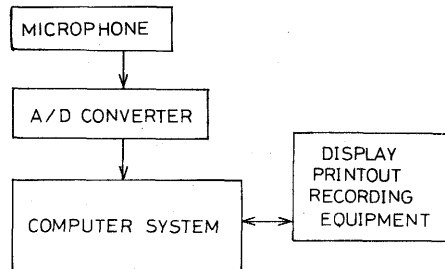 MICROPHONE
A/D CONVERTER
COMPUTER SYSTEM
DISPLAY
PRINTOUT
RECORDING
EQUIPMENT